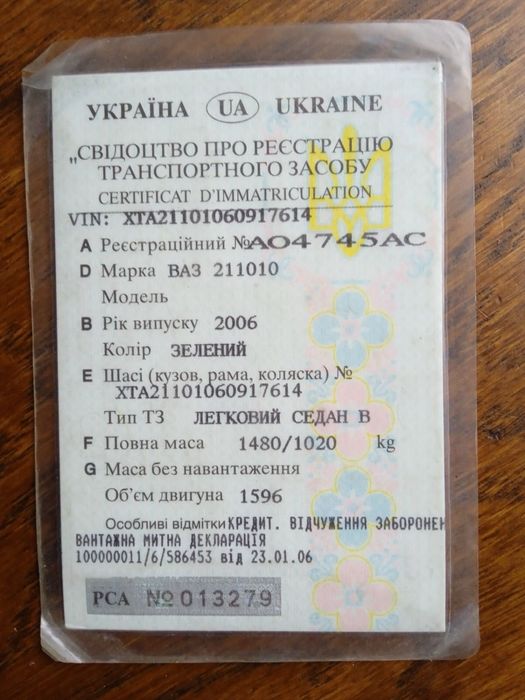 УКРАЇНА UA UKRAINE
„СВІДОЦТВО ПРО РЕЄСТРАЦІЮ
ТРАНСПОРТНОГО ЗАСОБУ
CERTIFICAT D'IMMATRICULATION
VIN: XTA21101060917614
A Реєстраційний №AO4745AC
D Марка ВАЗ 211010
Модель
B Рік випуску 2006
Колір ЗЕЛЕНИЙ
E Шасі (кузов, рама, коляска) №
XTA21101060917614
Тип ТЗ ЛЕГКОВИЙ СЕДАН В
F Повна маса 1480/1020 kg
G Маса без навантаження
Об'єм двигуна 1596
Особливі відмітки КРЕДИТ. ВІДЧУЖЕННЯ ЗАБОРОНЕН
ВАНТАЖНА МИТНА ДЕКЛАРАЦІЯ
100000011/6/586453 від 23.01.06
РСА №013279